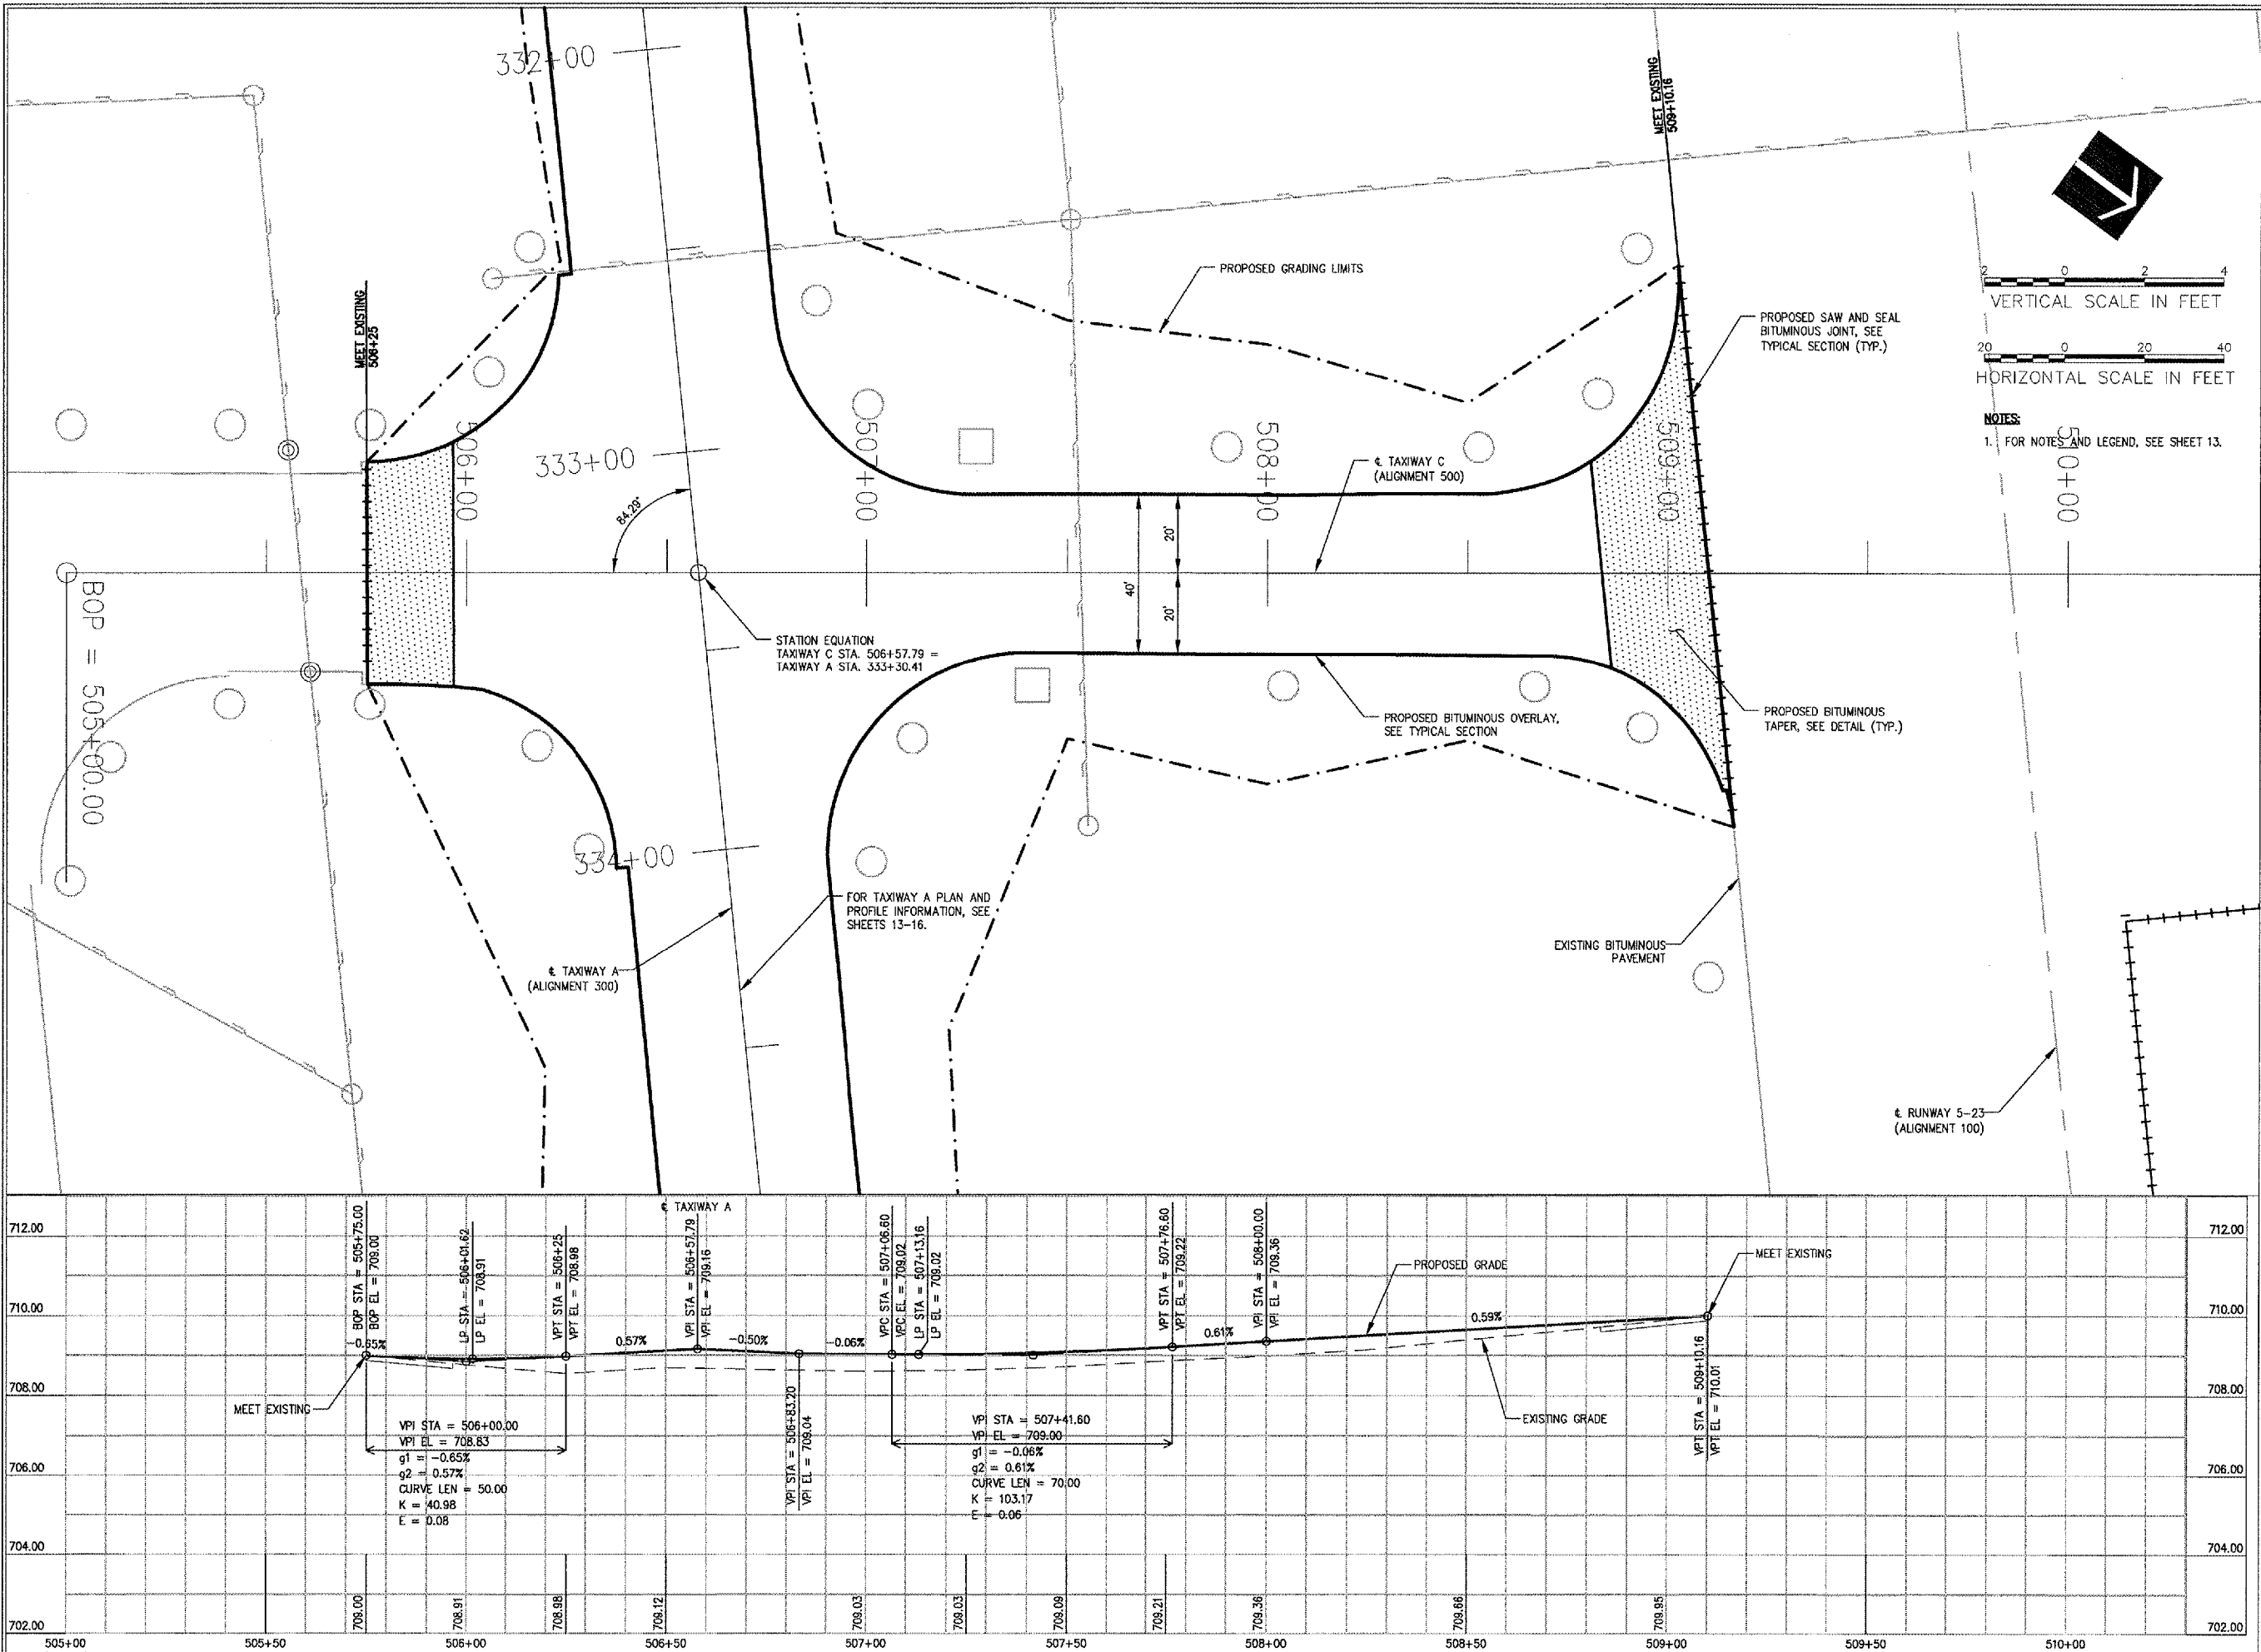 332+00
MEET EXISTING
509+10.16
PROPOSED GRADING LIMITS
2 0 2 4
VERTICAL SCALE IN FEET
PROPOSED SAW AND SEAL
BITUMINOUS JOINT, SEE
TYPICAL SECTION (TYP.)
20 0 20 40
HORIZONTAL SCALE IN FEET
MEET EXISTING
506+25
NOTES:
1. FOR NOTES AND LEGEND, SEE SHEET 13.
506+00
333+00
507+00
508+00
509+00
510+00
℄ TAXIWAY C
(ALIGNMENT 500)
84.29°
20'
40'
20'
BOP = 505+00.00
STATION EQUATION
TAXIWAY C STA. 506+57.79 =
TAXIWAY A STA. 333+30.41
PROPOSED BITUMINOUS OVERLAY,
SEE TYPICAL SECTION
PROPOSED BITUMINOUS
TAPER, SEE DETAIL (TYP.)
334+00
FOR TAXIWAY A PLAN AND
PROFILE INFORMATION, SEE
SHEETS 13-16.
℄ TAXIWAY A
(ALIGNMENT 300)
EXISTING BITUMINOUS
PAVEMENT
℄ RUNWAY 5-23
(ALIGNMENT 100)
℄ TAXIWAY A
712.00
712.00
BOP STA = 505+75.00
BOP EL = 709.00
LP STA = 506+01.62
LP EL = 708.91
VPT STA = 506+25
VPT EL = 708.98
VPI STA = 506+57.79
VPI EL = 709.16
VPC STA = 507+06.60
VPC EL = 709.02
LP STA = 507+13.16
LP EL = 709.02
VPT STA = 507+76.60
VPT EL = 709.22
VPI STA = 508+00.00
VPI EL = 709.36
MEET EXISTING
PROPOSED GRADE
710.00
710.00
-0.65%
0.57%
-0.50%
-0.06%
0.61%
0.59%
708.00
708.00
MEET EXISTING
VPI STA = 506+00.00
VPI EL = 708.83
g1 = -0.65%
g2 = 0.57%
CURVE LEN = 50.00
K = 40.98
E = 0.08
VPI STA = 506+83.20
VPI EL = 709.04
VPI STA = 507+41.60
VPI EL = 709.00
g1 = -0.06%
g2 = 0.61%
CURVE LEN = 70.00
K = 103.17
E = 0.06
EXISTING GRADE
VPT STA = 509+10.16
VPT EL = 710.01
706.00
706.00
704.00
704.00
702.00
709.00
708.91
708.98
709.12
709.03
709.03
709.09
709.21
709.36
709.66
709.95
702.00
505+00
505+50
506+00
506+50
507+00
507+50
508+00
508+50
509+00
509+50
510+00